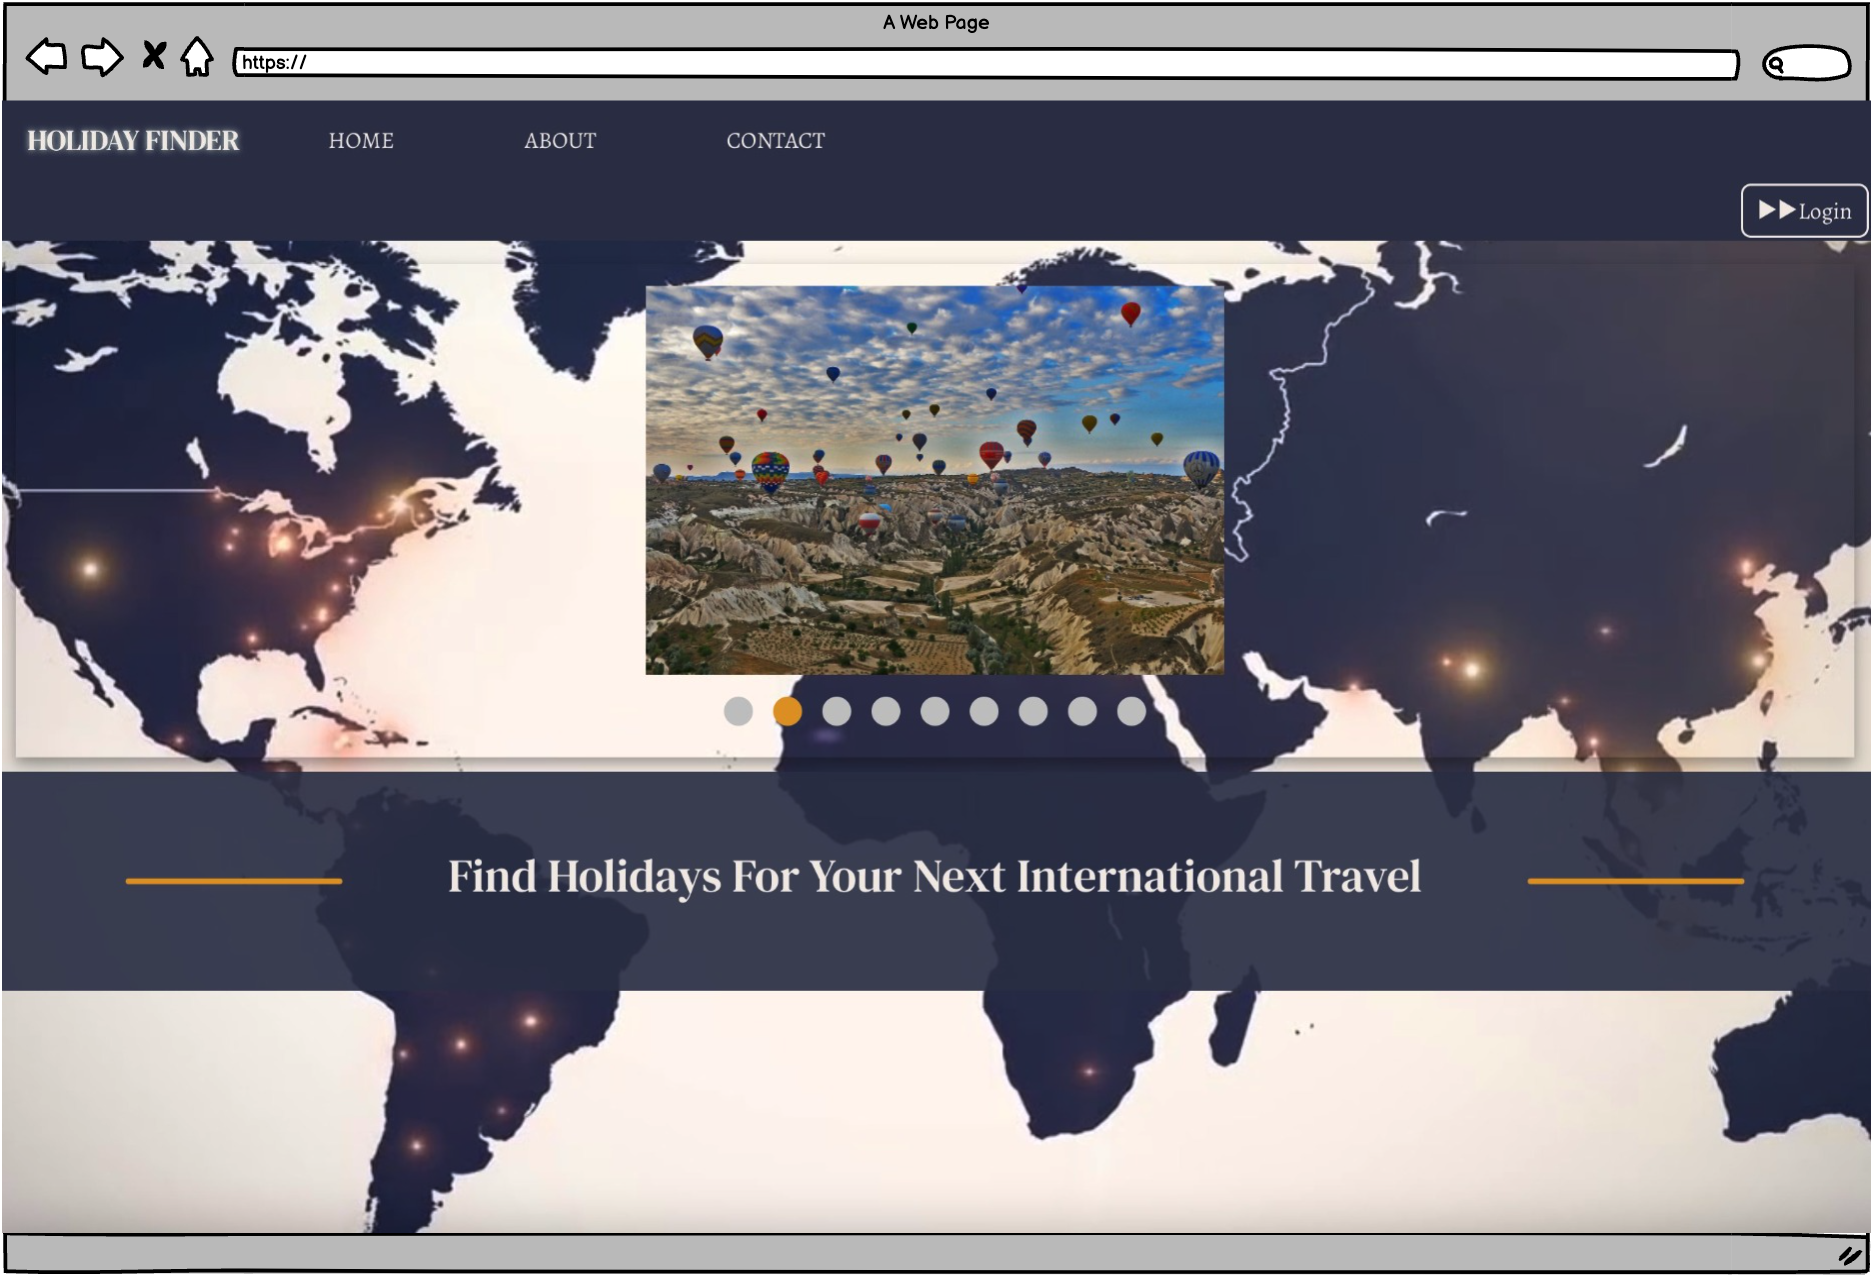 A Web Page
https://
HOLIDAY FINDER HOME ABOUT CONTACT
Login
Find Holidays For Your Next International Travel